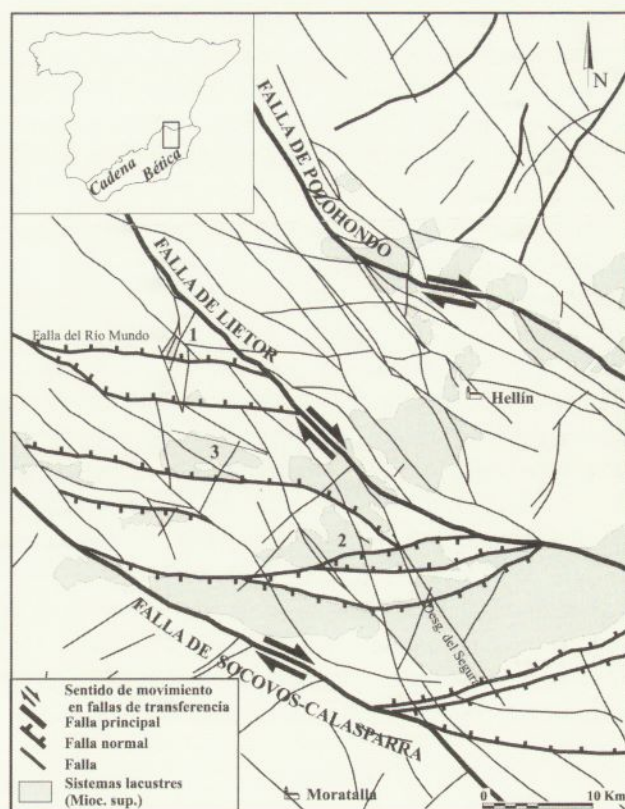 Cadena
Bética
N
FALLA DE POZOHONDO
FALLA DE LIETOR
Falla del Río Mundo
1
Hellín
3
2
Desg. del Segura
FALLA DE SOCOVOS-CALASPARRA
Sentido de movimiento
en fallas de transferencia
Falla principal
Falla normal
Falla
Sistemas lacustres
(Mioc. sup.)
Moratalla
0 10 Km